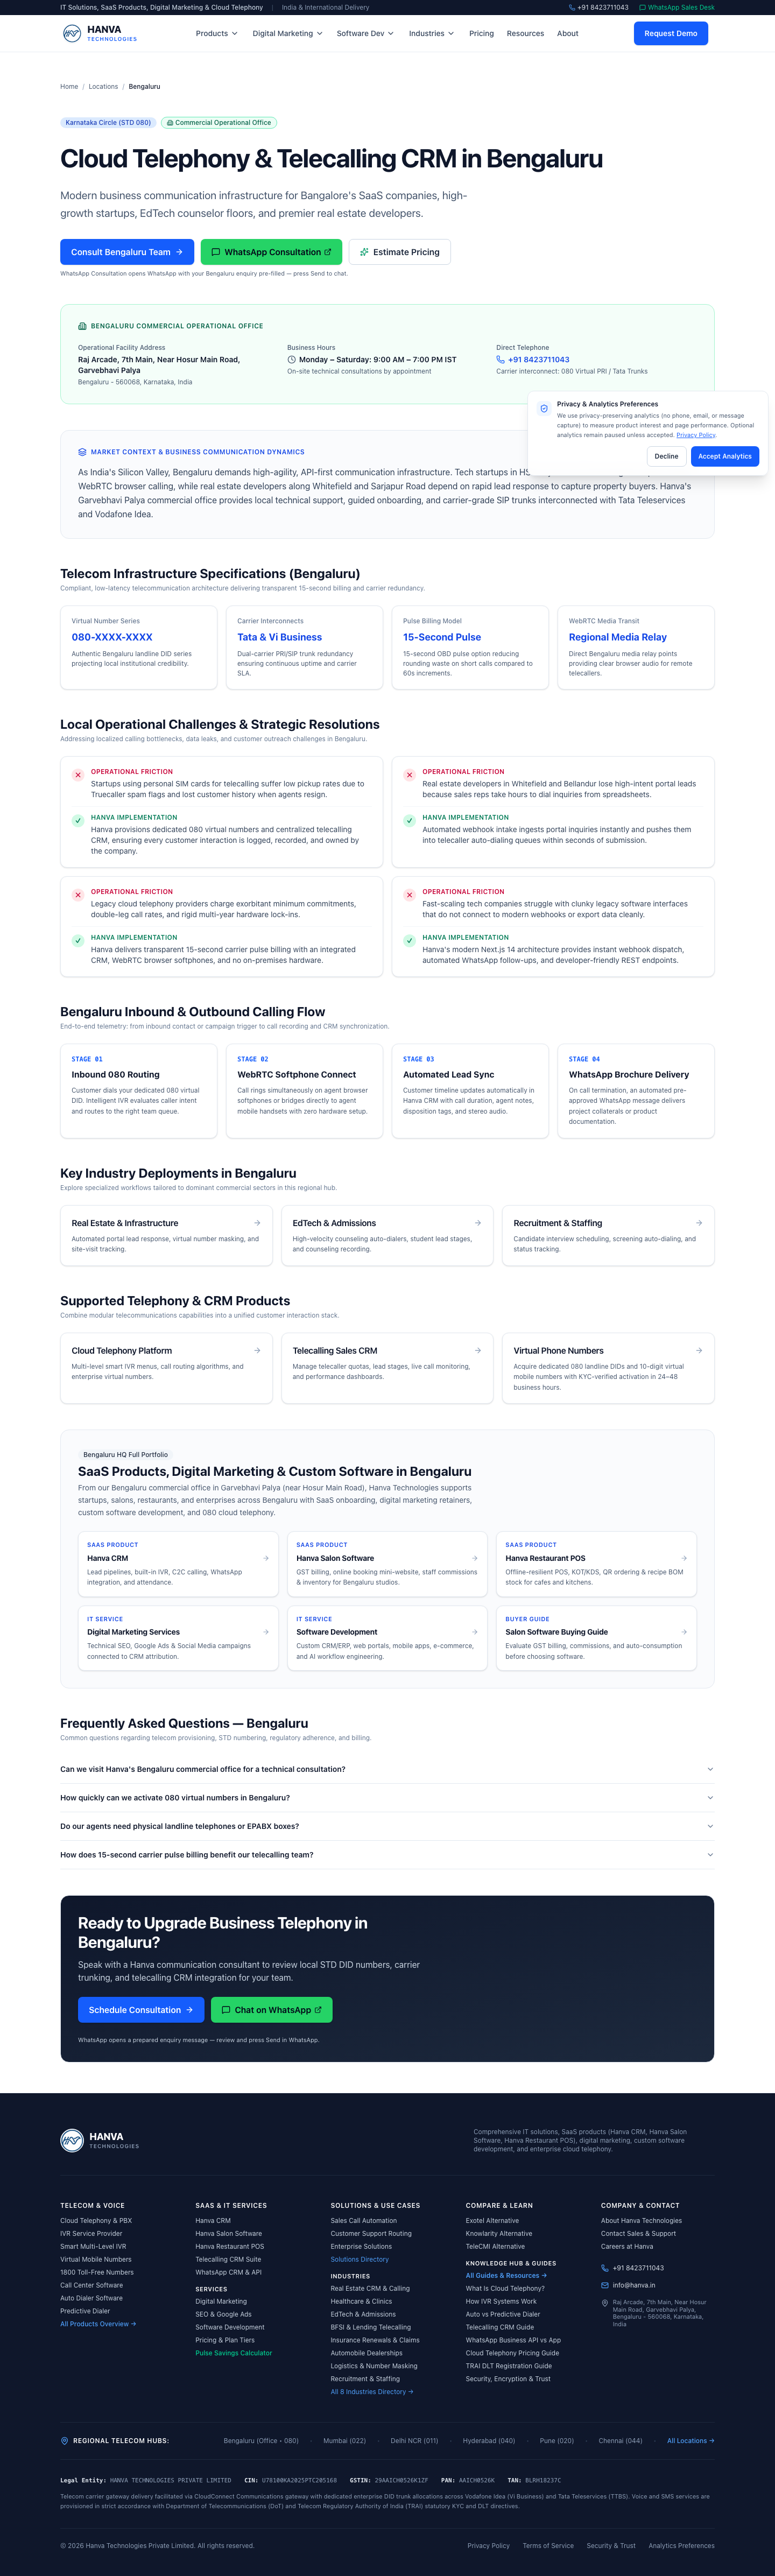 IT Solutions, SaaS Products, Digital Marketing & Cloud Telephony | India & International Delivery +91 8423711043 WhatsApp Sales Desk
HANVA
TECHNOLOGIES
Products Digital Marketing Software Dev Industries Pricing Resources About Request Demo
Home / Locations / Bengaluru
Karnataka Circle (STD 080) Commercial Operational Office
Cloud Telephony & Telecalling CRM in Bengaluru
Modern business communication infrastructure for Bangalore's SaaS companies, high-
growth startups, EdTech counselor floors, and premier real estate developers.
Consult Bengaluru Team WhatsApp Consultation Estimate Pricing
WhatsApp Consultation opens WhatsApp with your Bengaluru enquiry pre-filled — press Send to chat.
BENGALURU COMMERCIAL OPERATIONAL OFFICE
Operational Facility Address
Raj Arcade, 7th Main, Near Hosur Main Road,
Garvebhavi Palya
Bengaluru - 560068, Karnataka, India
Business Hours
Monday – Saturday: 9:00 AM – 7:00 PM IST
On-site technical consultations by appointment
Direct Telephone
+91 8423711043
Carrier interconnect: 080 Virtual PRI / Tata Trunks
Privacy & Analytics Preferences
We use privacy-preserving analytics (no phone, email, or message
capture) to measure product interest and page performance. Optional
analytics remain paused unless accepted. Privacy Policy.
Decline Accept Analytics
MARKET CONTEXT & BUSINESS COMMUNICATION DYNAMICS
As India's Silicon Valley, Bengaluru demands high-agility, API-first communication infrastructure. Tech startups in HS
WebRTC browser calling, while real estate developers along Whitefield and Sarjapur Road depend on rapid lead response to capture property buyers. Hanva's
Garvebhavi Palya commercial office provides local technical support, guided onboarding, and carrier-grade SIP trunks interconnected with Tata Teleservices
and Vodafone Idea.
Telecom Infrastructure Specifications (Bengaluru)
Compliant, low-latency telecommunication architecture delivering transparent 15-second billing and carrier redundancy.
Virtual Number Series
080-XXXX-XXXX
Authentic Bengaluru landline DID series
projecting local institutional credibility.
Carrier Interconnects
Tata & Vi Business
Dual-carrier PRI/SIP trunk redundancy
ensuring continuous uptime and carrier
SLA.
Pulse Billing Model
15-Second Pulse
15-second OBD pulse option reducing
rounding waste on short calls compared to
60s increments.
WebRTC Media Transit
Regional Media Relay
Direct Bengaluru media relay points
providing clear browser audio for remote
telecallers.
Local Operational Challenges & Strategic Resolutions
Addressing localized calling bottlenecks, data leaks, and customer outreach challenges in Bengaluru.
OPERATIONAL FRICTION
Startups using personal SIM cards for telecalling suffer low pickup rates due to
Truecaller spam flags and lost customer history when agents resign.
HANVA IMPLEMENTATION
Hanva provisions dedicated 080 virtual numbers and centralized telecalling
CRM, ensuring every customer interaction is logged, recorded, and owned by
the company.
OPERATIONAL FRICTION
Real estate developers in Whitefield and Bellandur lose high-intent portal leads
because sales reps take hours to dial inquiries from spreadsheets.
HANVA IMPLEMENTATION
Automated webhook intake ingests portal inquiries instantly and pushes them
into telecaller auto-dialing queues within seconds of submission.
OPERATIONAL FRICTION
Legacy cloud telephony providers charge exorbitant minimum commitments,
double-leg call rates, and rigid multi-year hardware lock-ins.
HANVA IMPLEMENTATION
Hanva delivers transparent 15-second carrier pulse billing with an integrated
CRM, WebRTC browser softphones, and no on-premises hardware.
OPERATIONAL FRICTION
Fast-scaling tech companies struggle with clunky legacy software interfaces
that do not connect to modern webhooks or export data cleanly.
HANVA IMPLEMENTATION
Hanva's modern Next.js 14 architecture provides instant webhook dispatch,
automated WhatsApp follow-ups, and developer-friendly REST endpoints.
Bengaluru Inbound & Outbound Calling Flow
End-to-end telemetry: from inbound contact or campaign trigger to call recording and CRM synchronization.
STAGE 01
Inbound 080 Routing
Customer dials your dedicated 080 virtual
DID. Intelligent IVR evaluates caller intent
and routes to the right team queue.
STAGE 02
WebRTC Softphone Connect
Call rings simultaneously on agent browser
softphones or bridges directly to agent
mobile handsets with zero hardware setup.
STAGE 03
Automated Lead Sync
Customer timeline updates automatically in
Hanva CRM with call duration, agent notes,
disposition tags, and stereo audio.
STAGE 04
WhatsApp Brochure Delivery
On call termination, an automated pre-
approved WhatsApp message delivers
project collaterals or product
documentation.
Key Industry Deployments in Bengaluru
Explore specialized workflows tailored to dominant commercial sectors in this regional hub.
Real Estate & Infrastructure
Automated portal lead response, virtual number masking, and
site-visit tracking.
EdTech & Admissions
High-velocity counseling auto-dialers, student lead stages,
and counseling recording.
Recruitment & Staffing
Candidate interview scheduling, screening auto-dialing, and
status tracking.
Supported Telephony & CRM Products
Combine modular telecommunications capabilities into a unified customer interaction stack.
Cloud Telephony Platform
Multi-level smart IVR menus, call routing algorithms, and
enterprise virtual numbers.
Telecalling Sales CRM
Manage telecaller quotas, lead stages, live call monitoring,
and performance dashboards.
Virtual Phone Numbers
Acquire dedicated 080 landline DIDs and 10-digit virtual
mobile numbers with KYC-verified activation in 24–48
business hours.
Bengaluru HQ Full Portfolio
SaaS Products, Digital Marketing & Custom Software in Bengaluru
From our Bengaluru commercial office in Garvebhavi Palya (near Hosur Main Road), Hanva Technologies supports
startups, salons, restaurants, and enterprises across Bengaluru with SaaS onboarding, digital marketing retainers,
custom software development, and 080 cloud telephony.
SAAS PRODUCT
Hanva CRM
Lead pipelines, built-in IVR, C2C calling, WhatsApp
integration, and attendance.
SAAS PRODUCT
Hanva Salon Software
GST billing, online booking mini-website, staff commissions
& inventory for Bengaluru studios.
SAAS PRODUCT
Hanva Restaurant POS
Offline-resilient POS, KOT/KDS, QR ordering & recipe BOM
stock for cafes and kitchens.
IT SERVICE
Digital Marketing Services
Technical SEO, Google Ads & Social Media campaigns
connected to CRM attribution.
IT SERVICE
Software Development
Custom CRM/ERP, web portals, mobile apps, e-commerce,
and AI workflow engineering.
BUYER GUIDE
Salon Software Buying Guide
Evaluate GST billing, commissions, and auto-consumption
before choosing software.
Frequently Asked Questions — Bengaluru
Common questions regarding telecom provisioning, STD numbering, regulatory adherence, and billing.
Can we visit Hanva's Bengaluru commercial office for a technical consultation?
How quickly can we activate 080 virtual numbers in Bengaluru?
Do our agents need physical landline telephones or EPABX boxes?
How does 15-second carrier pulse billing benefit our telecalling team?
Ready to Upgrade Business Telephony in
Bengaluru?
Speak with a Hanva communication consultant to review local STD DID numbers, carrier
trunking, and telecalling CRM integration for your team.
Schedule Consultation Chat on WhatsApp
WhatsApp opens a prepared enquiry message — review and press Send in WhatsApp.
HANVA
TECHNOLOGIES
Comprehensive IT solutions, SaaS products (Hanva CRM, Hanva Salon
Software, Hanva Restaurant POS), digital marketing, custom software
development, and enterprise cloud telephony.
TELECOM & VOICE
Cloud Telephony & PBX
IVR Service Provider
Smart Multi-Level IVR
Virtual Mobile Numbers
1800 Toll-Free Numbers
Call Center Software
Auto Dialer Software
Predictive Dialer
All Products Overview →
SAAS & IT SERVICES
Hanva CRM
Hanva Salon Software
Hanva Restaurant POS
Telecalling CRM Suite
WhatsApp CRM & API
SERVICES
Digital Marketing
SEO & Google Ads
Software Development
Pricing & Plan Tiers
Pulse Savings Calculator
SOLUTIONS & USE CASES
Sales Call Automation
Customer Support Routing
Enterprise Solutions
Solutions Directory
INDUSTRIES
Real Estate CRM & Calling
Healthcare & Clinics
EdTech & Admissions
BFSI & Lending Telecalling
Insurance Renewals & Claims
Automobile Dealerships
Logistics & Number Masking
Recruitment & Staffing
All 8 Industries Directory →
COMPARE & LEARN
Exotel Alternative
Knowlarity Alternative
TeleCMI Alternative
KNOWLEDGE HUB & GUIDES
All Guides & Resources →
What Is Cloud Telephony?
How IVR Systems Work
Auto vs Predictive Dialer
Telecalling CRM Guide
WhatsApp Business API vs App
Cloud Telephony Pricing Guide
TRAI DLT Registration Guide
Security, Encryption & Trust
COMPANY & CONTACT
About Hanva Technologies
Contact Sales & Support
Careers at Hanva
+91 8423711043
info@hanva.in
Raj Arcade, 7th Main, Near Hosur
Main Road, Garvebhavi Palya,
Bengaluru - 560068, Karnataka,
India
REGIONAL TELECOM HUBS: Bengaluru (Office • 080) Mumbai (022) Delhi NCR (011) Hyderabad (040) Pune (020) Chennai (044) All Locations →
Legal Entity: HANVA TECHNOLOGIES PRIVATE LIMITED CIN: U78100KA2025PTC205168 GSTIN: 29AAICH0526K1ZF PAN: AAICH0526K TAN: BLRH18237C
Telecom carrier gateway delivery facilitated via CloudConnect Communications gateway with dedicated enterprise DID trunk allocations across Vodafone Idea (Vi Business) and Tata Teleservices (TTBS). Voice and SMS services are
provisioned in strict accordance with Department of Telecommunications (DoT) and Telecom Regulatory Authority of India (TRAI) statutory KYC and DLT directives.
© 2026 Hanva Technologies Private Limited. All rights reserved. Privacy Policy Terms of Service Security & Trust Analytics Preferences